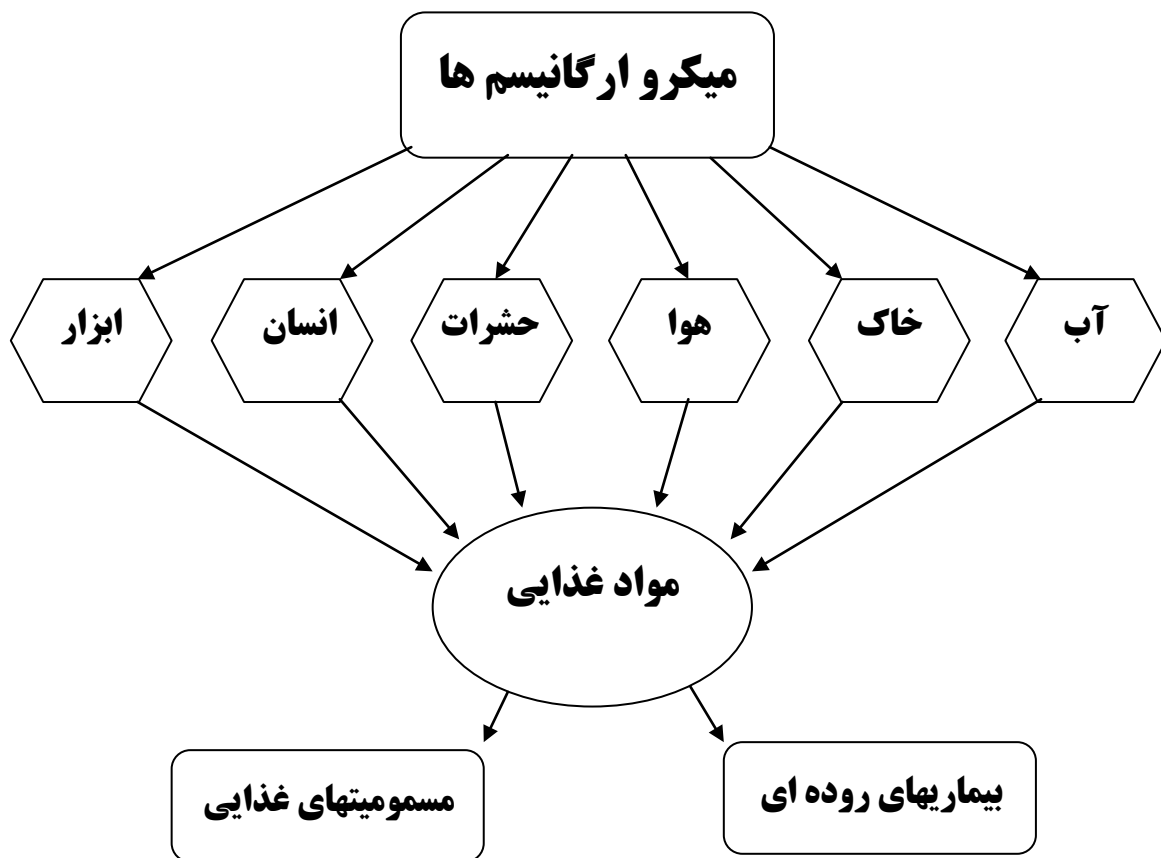 میکرو ارگانیسم ها
آب
خاک
هوا
حشرات
انسان
ابزار
مواد غذایی
بیماریهای روده ای
مسمومیتهای غذایی